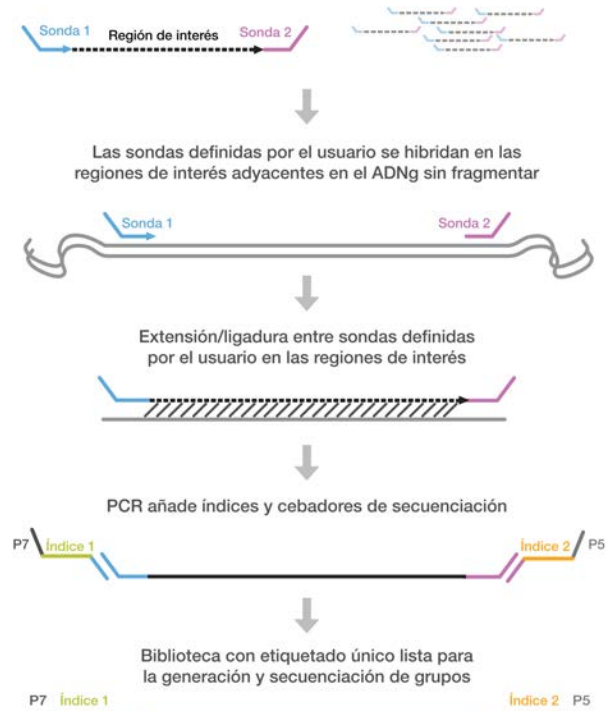 Sonda 1 Región de interés Sonda 2
Las sondas definidas por el usuario se hibridan en las
regiones de interés adyacentes en el ADNg sin fragmentar
Sonda 1 Sonda 2
Extensión/ligadura entre sondas definidas
por el usuario en las regiones de interés
PCR añade índices y cebadores de secuenciación
P7 Índice 1 Índice 2 P5
Biblioteca con etiquetado único lista para
la generación y secuenciación de grupos
P7 Índice 1 Índice 2 P5